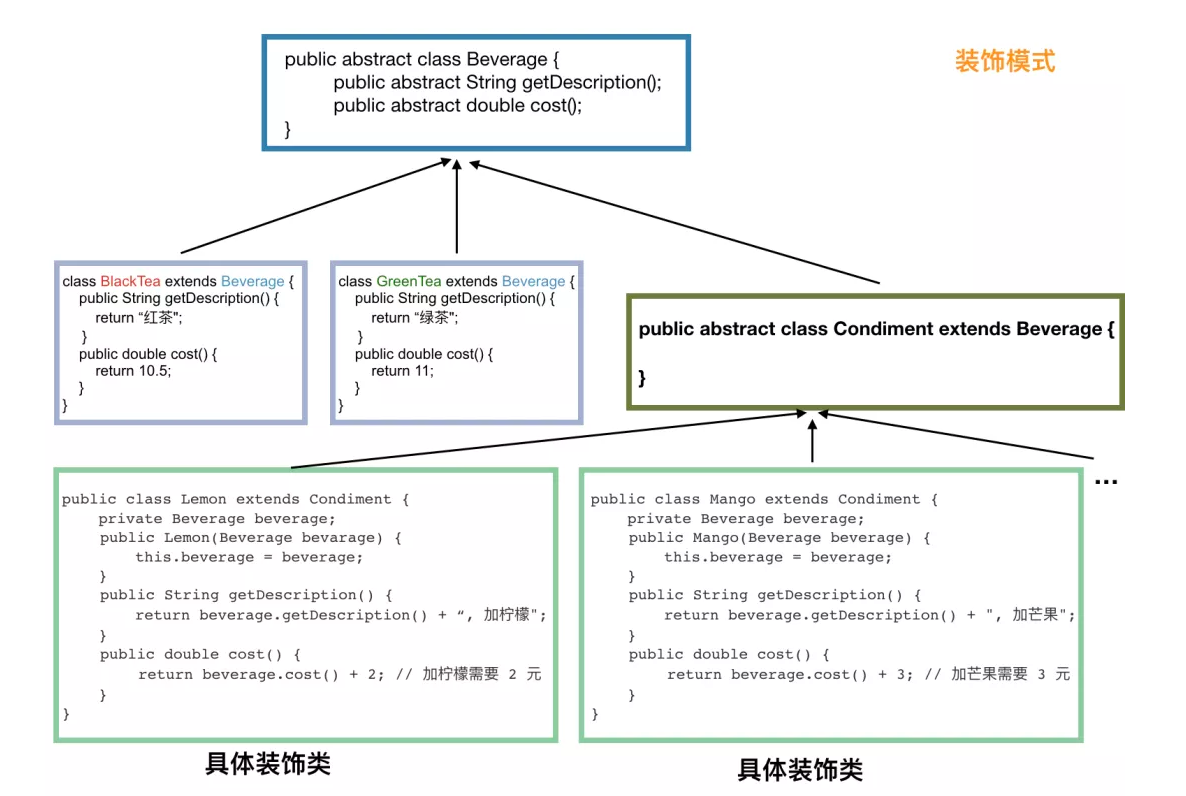 装饰模式
public abstract class Beverage {
public abstract String getDescription();
public abstract double cost();
}
class BlackTea extends Beverage {
public String getDescription() {
return “红茶";
}
public double cost() {
return 10.5;
}
}
class GreenTea extends Beverage {
public String getDescription() {
return “绿茶";
}
public double cost() {
return 11;
}
}
public abstract class Condiment extends Beverage {
}
public class Lemon extends Condiment {
private Beverage beverage;
public Lemon(Beverage bevarage) {
this.beverage = beverage;
}
public String getDescription() {
return beverage.getDescription() + “, 加柠檬";
}
public double cost() {
return beverage.cost() + 2; // 加柠檬需要 2 元
}
}
具体装饰类
public class Mango extends Condiment {
private Beverage beverage;
public Mango(Beverage beverage) {
this.beverage = beverage;
}
public String getDescription() {
return beverage.getDescription() + ", 加芒果";
}
public double cost() {
return beverage.cost() + 3; // 加芒果需要 3 元
}
}
具体装饰类
...